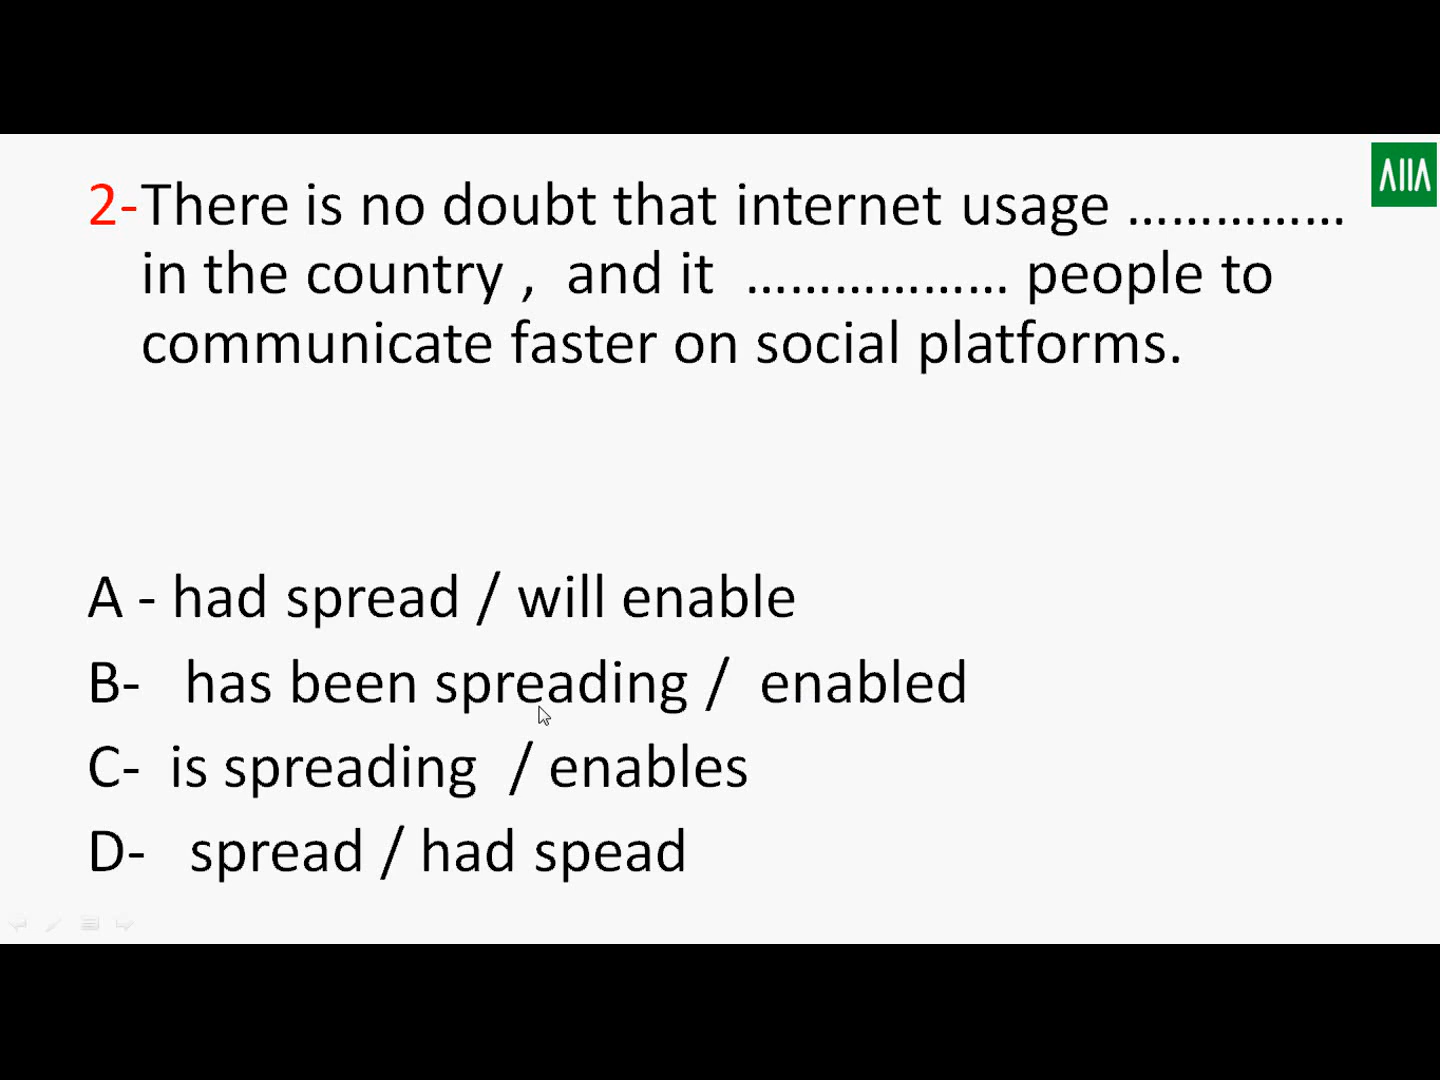 2-There is no doubt that internet usage ……………
in the country ,  and it  ……………… people to
communicate faster on social platforms.
A - had spread / will enable
B-  has been spreading /  enabled
C-  is spreading  / enables
D-  spread / had spead